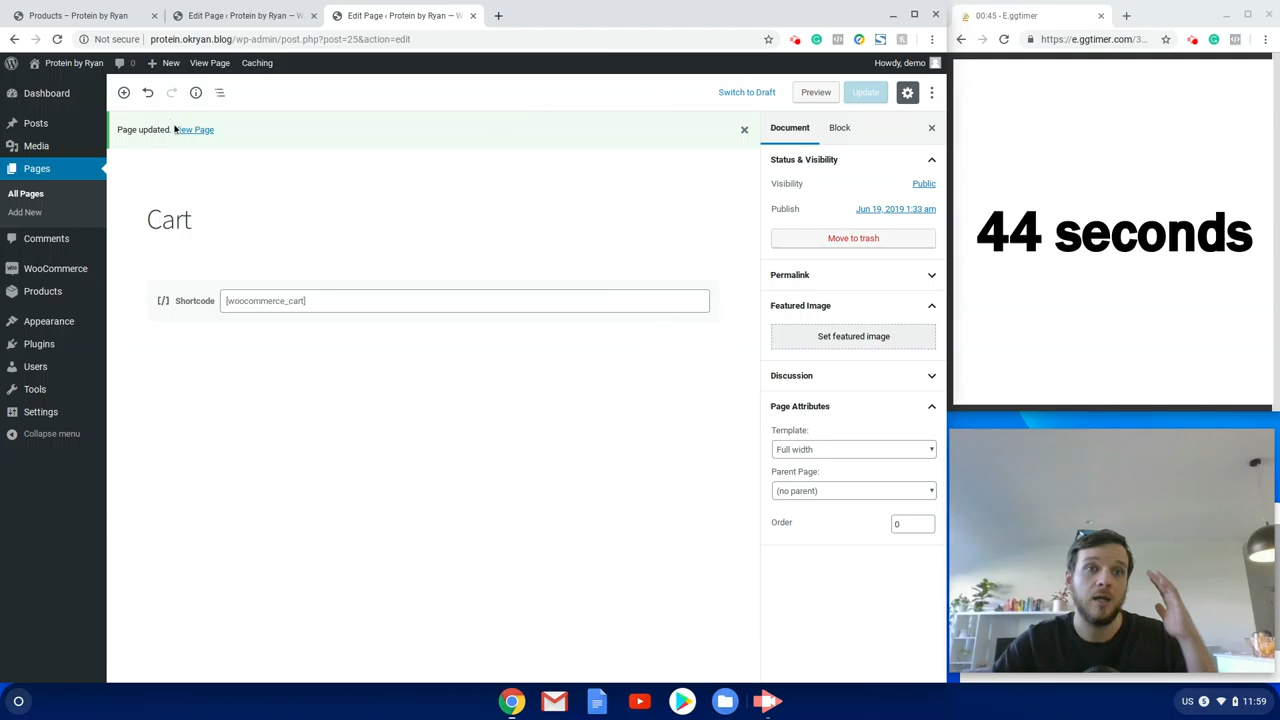 Products ‹ Protein by Ryan
Edit Page ‹ Protein by Ryan — W
Edit Page ‹ Protein by Ryan — W
00:45 - E.ggtimer
Not secure
protein.okryan.blog/wp-admin/post.php?post=25&action=edit
https://e.ggtimer.com/3...
Protein by Ryan
0
New
View Page
Caching
Howdy, demo
Dashboard
Posts
Media
Pages
All Pages
Add New
Comments
WooCommerce
Products
Appearance
Plugins
Users
Tools
Settings
Collapse menu
Switch to Draft
Preview
Update
Page updated. View Page
Cart
[/] Shortcode
[woocommerce_cart]
Document
Block
Status & Visibility
Visibility
Public
Publish
Jun 19, 2019 1:33 am
Move to trash
Permalink
Featured Image
Set featured image
Discussion
Page Attributes
Template:
Full width
Parent Page:
(no parent)
Order
0
44 seconds
US
11:59